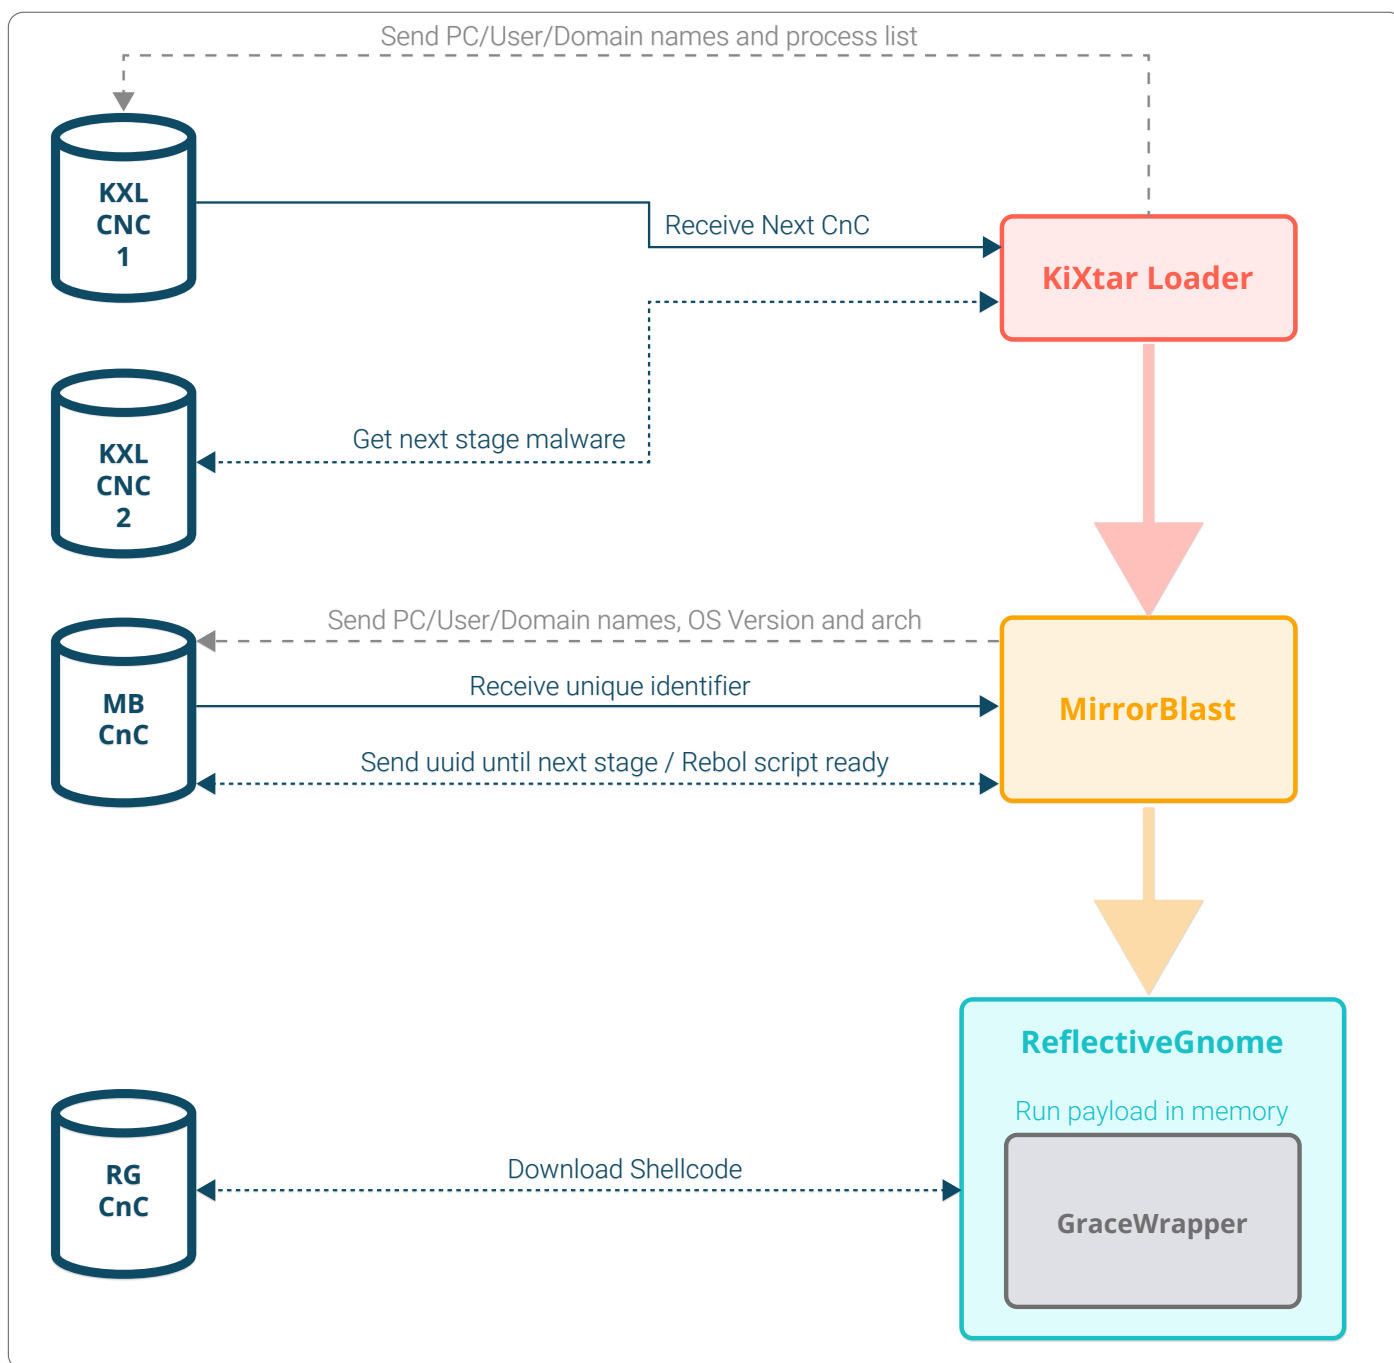 Send PC/User/Domain names and process list
KXL
CNC
1
Receive Next CnC
KiXtar Loader
Get next stage malware
KXL
CNC
2
Send PC/User/Domain names, OS Version and arch
Receive unique identifier
MB
CnC
MirrorBlast
Send uuid until next stage / Rebol script ready
ReflectiveGnome
Run payload in memory
Download Shellcode
RG
CnC
GraceWrapper